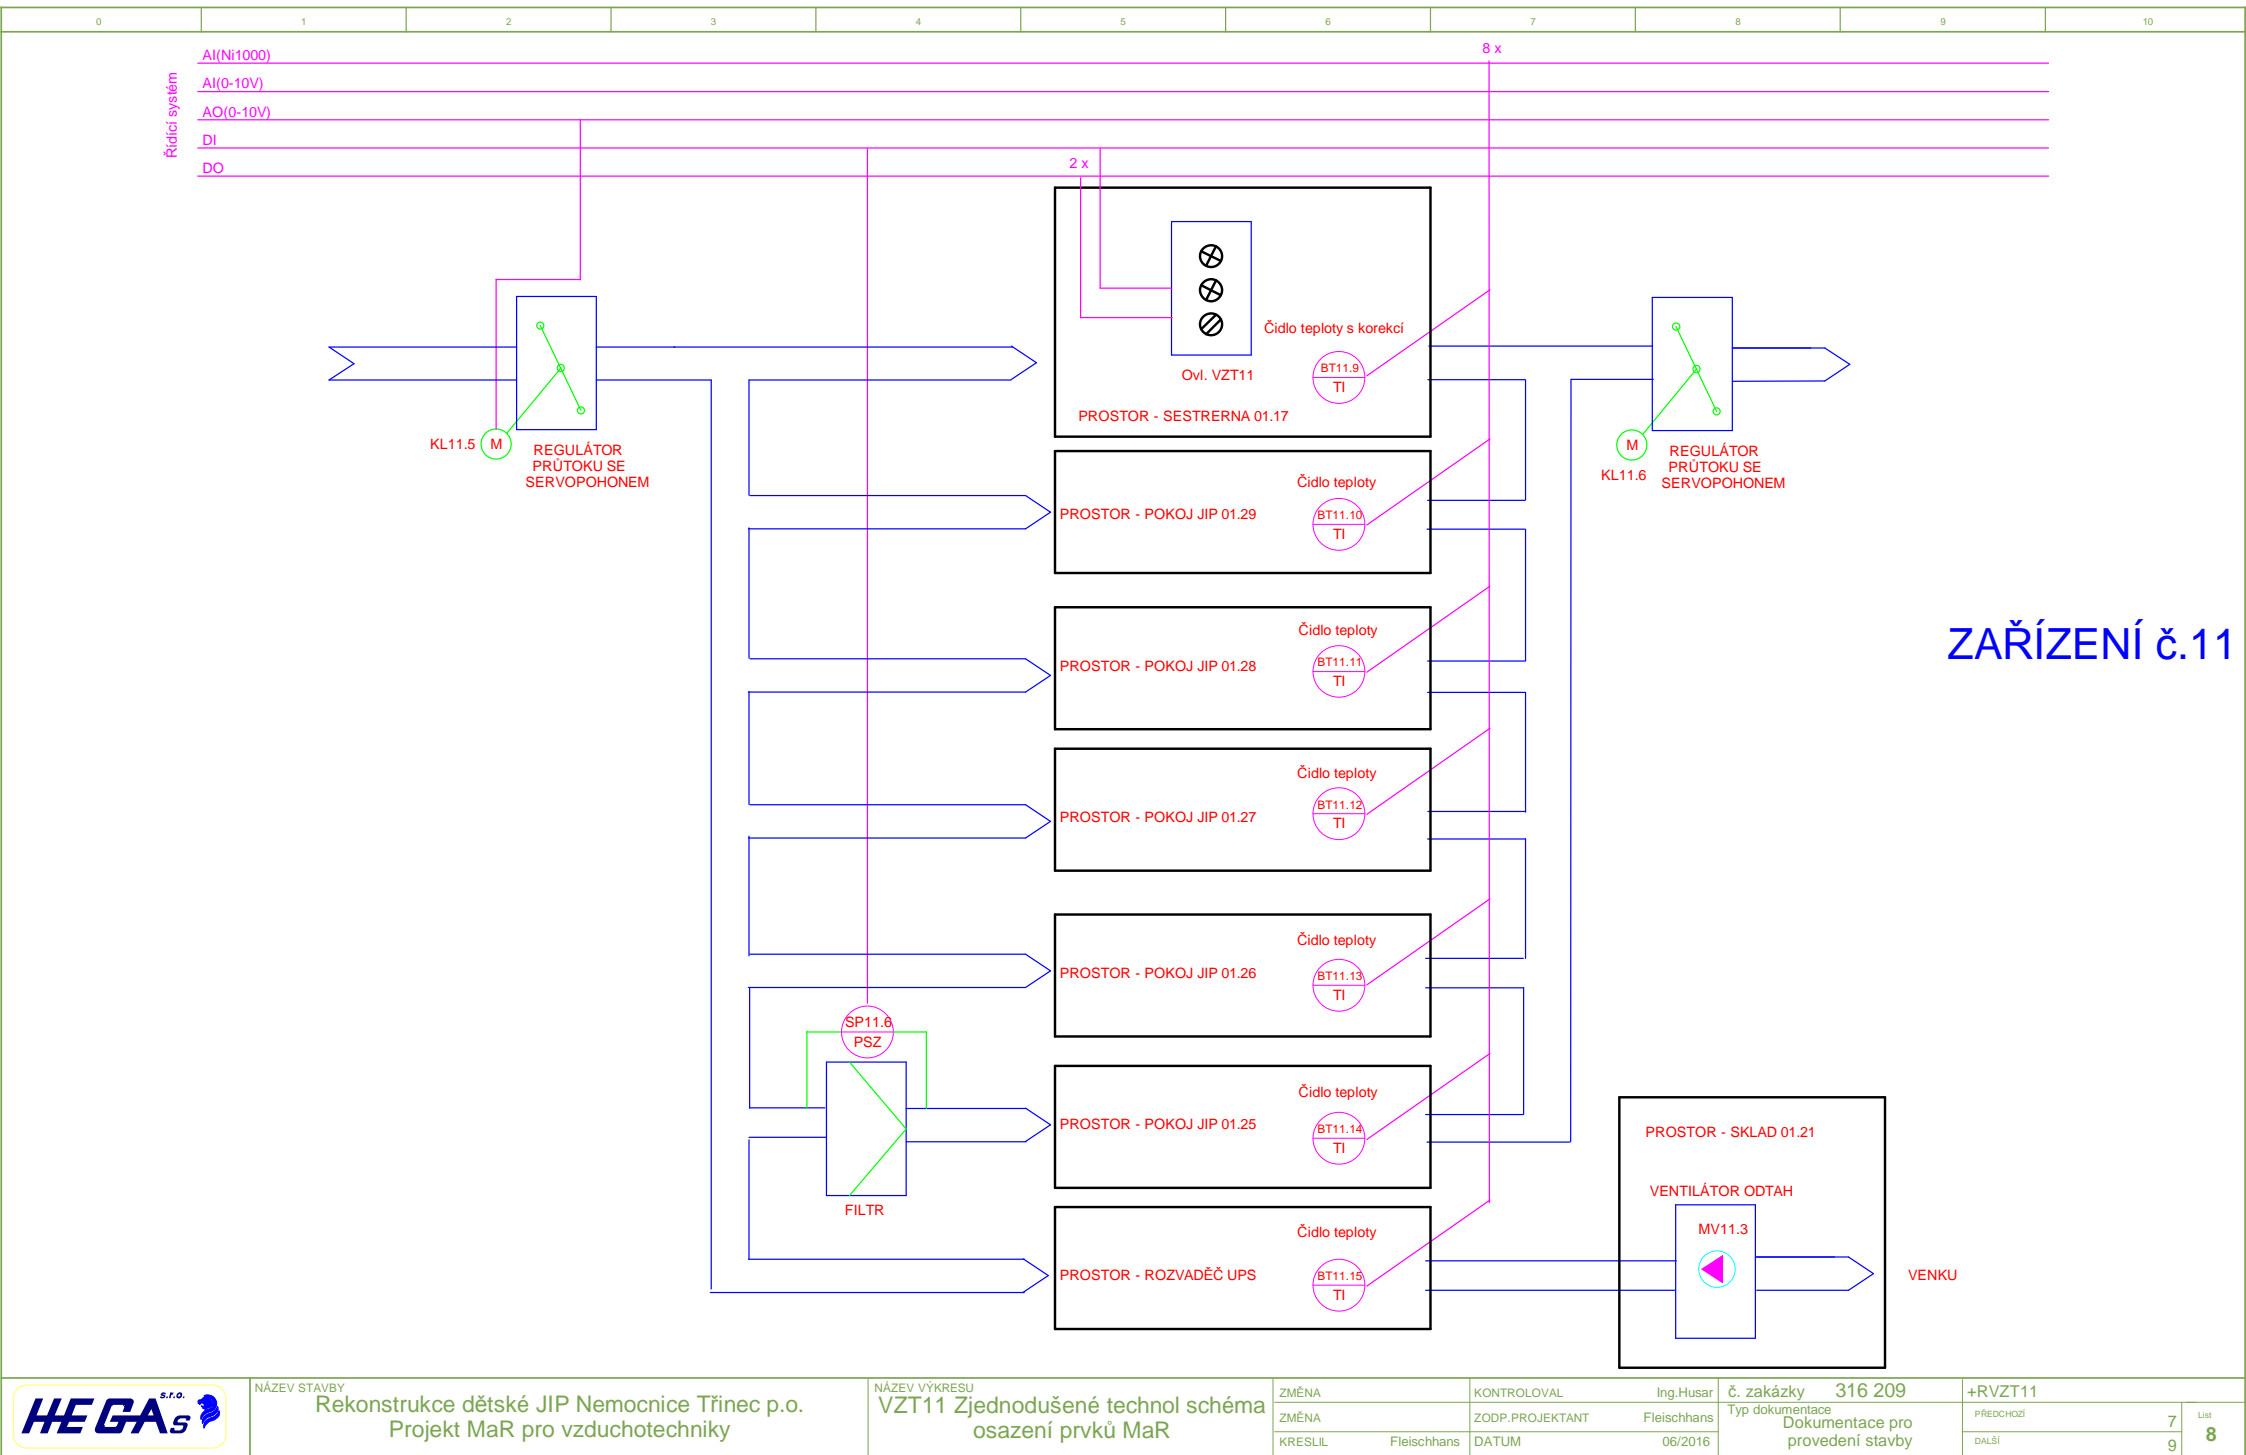 0 1 2 3 4 5 6 7 8 9 10
Řídící systém
AI(Ni1000)
AI(0-10V)
AO(0-10V)
DI
DO
8 x
2 x
Ovl. VZT11
Čidlo teploty s korekcí
BT11.9
TI
PROSTOR - SESTRERNA 01.17
KL11.5
M
REGULÁTOR
PRŮTOKU SE
SERVOPOHONEM
M
KL11.6
REGULÁTOR
PRŮTOKU SE
SERVOPOHONEM
Čidlo teploty
PROSTOR - POKOJ JIP 01.29
BT11.10
TI
Čidlo teploty
PROSTOR - POKOJ JIP 01.28
BT11.11
TI
ZAŘÍZENÍ č.11
Čidlo teploty
PROSTOR - POKOJ JIP 01.27
BT11.12
TI
Čidlo teploty
PROSTOR - POKOJ JIP 01.26
BT11.13
TI
SP11.6
PSZ
FILTR
Čidlo teploty
PROSTOR - POKOJ JIP 01.25
BT11.14
TI
Čidlo teploty
PROSTOR - ROZVADĚČ UPS
BT11.15
TI
PROSTOR - SKLAD 01.21
VENTILÁTOR ODTAH
MV11.3
VENKU
HEGAs s.r.o.
NÁZEV STAVBY
Rekonstrukce dětské JIP Nemocnice Třinec p.o.
Projekt MaR pro vzduchotechniky
NÁZEV VÝKRESU
VZT11 Zjednodušené technol schéma
osazení prvků MaR
ZMĚNA
ZMĚNA
KRESLIL Fleischhans
KONTROLOVAL Ing.Husar
ZODP.PROJEKTANT Fleischhans
DATUM 06/2016
č. zakázky 316 209
Typ dokumentace
Dokumentace pro
provedení stavby
+RVZT11
PŘEDCHOZÍ 7
DALŠÍ 9
List
8